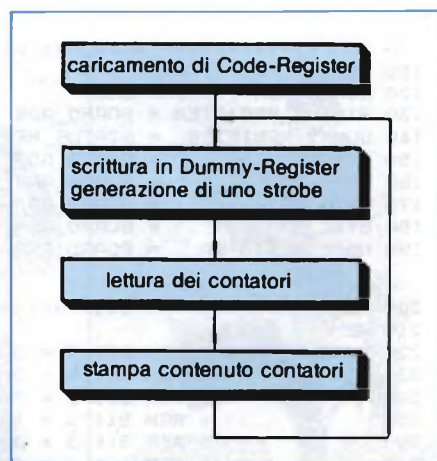 caricamento di Code-Register
scrittura in Dummy-Register
generazione di uno strobe
lettura dei contatori
stampa contenuto contatori